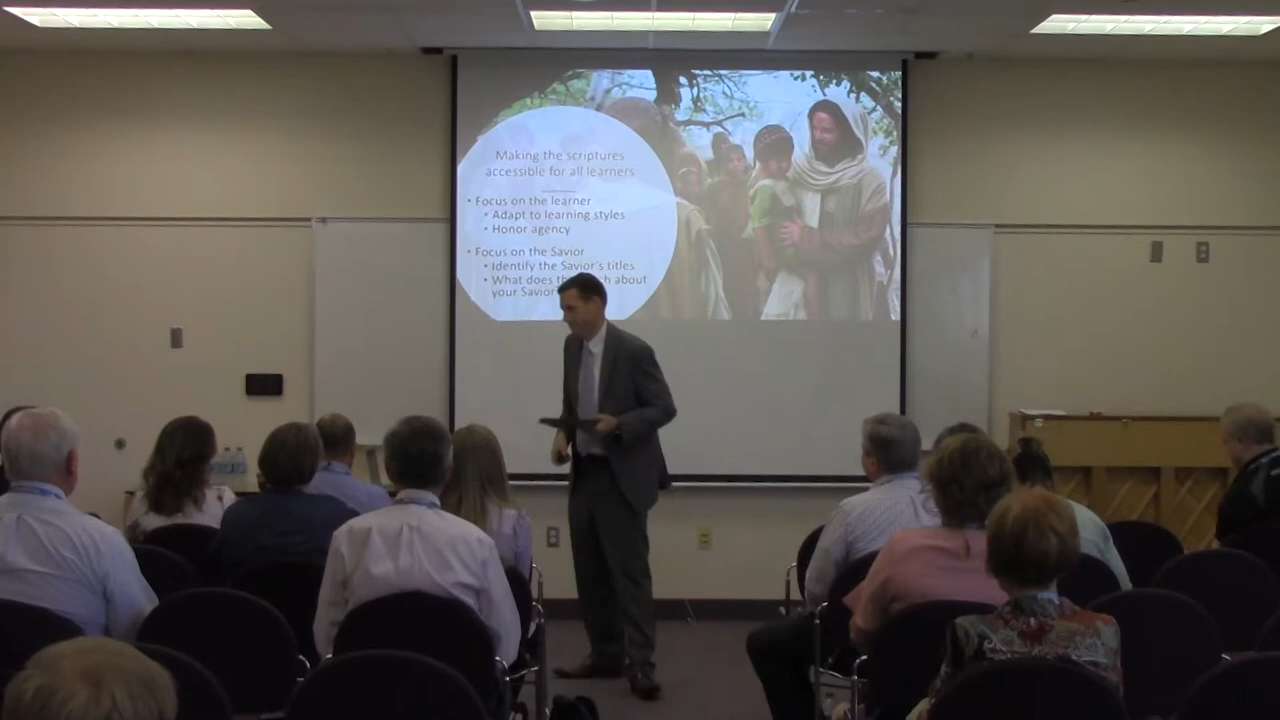 Making the scriptures
accessible for all learners
• Focus on the learner
• Adapt to learning styles
• Honor agency
• Focus on the Savior
• Identify the Savior's titles
• What does about
your Savior